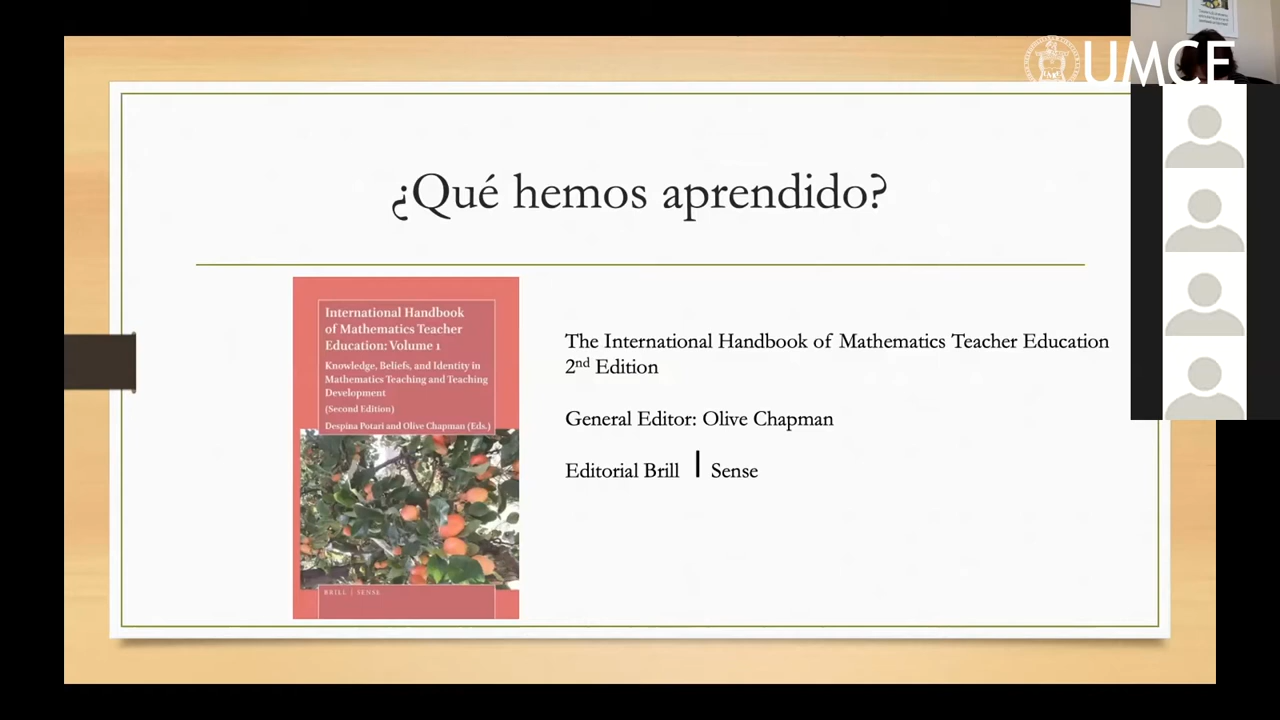 UMCE
¿Qué hemos aprendido?
International Handbook
of Mathematics Teacher
Education: Volume 1
Knowledge, Beliefs, and Identity in
Mathematics Teaching and Teaching
Development
(Second Edition)
Despina Potari and Olive Chapman (Eds.)
BRILL | SENSE
The International Handbook of Mathematics Teacher Education
2nd Edition
General Editor: Olive Chapman
Editorial Brill | Sense